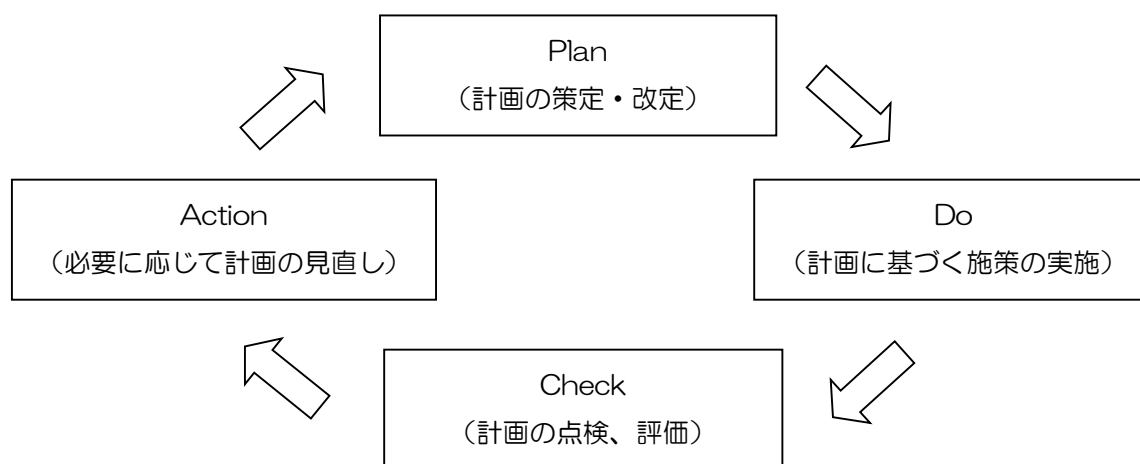 Plan
（計画の策定・改定）
Action
（必要に応じて計画の見直し）
Do
（計画に基づく施策の実施）
Check
（計画の点検、評価）